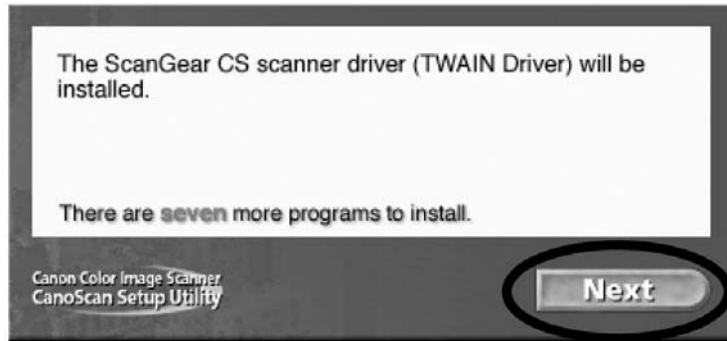 The ScanGear CS scanner driver (TWAIN Driver) will be
installed.
There are seven more programs to install.
Canon Color Image Scanner
CanoScan Setup Utility
Next